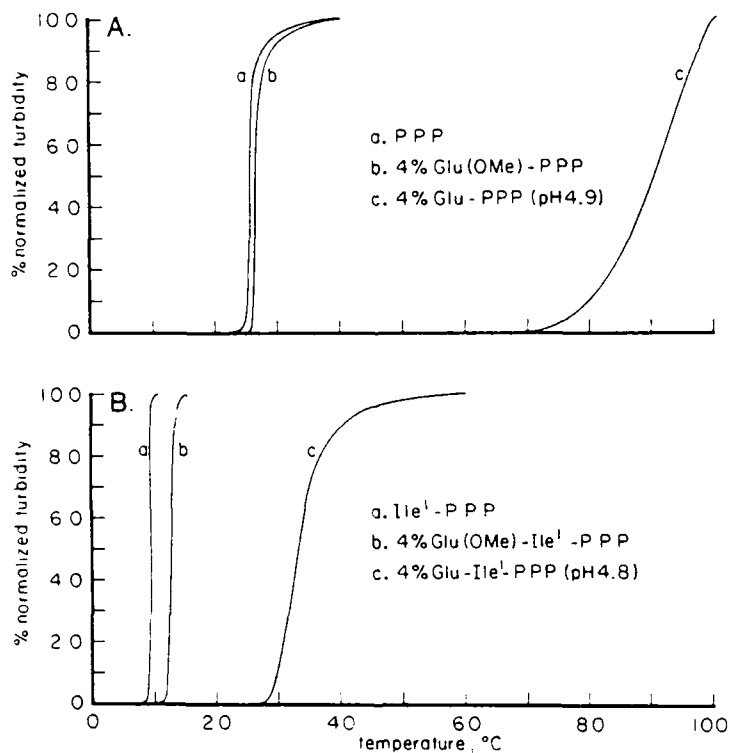 A.
% normalized turbidity
100
80
60
40
20
0
a
b
c
a. PPP
b. 4% Glu(OMe)-PPP
c. 4% Glu-PPP (pH4.9)
B.
% normalized turbidity
100
80
60
40
20
0
a
b
c
a. Ile¹-PPP
b. 4% Glu(OMe)-Ile¹-PPP
c. 4% Glu-Ile¹-PPP (pH4.8)
0 20 40 60 80 100
temperature, °C